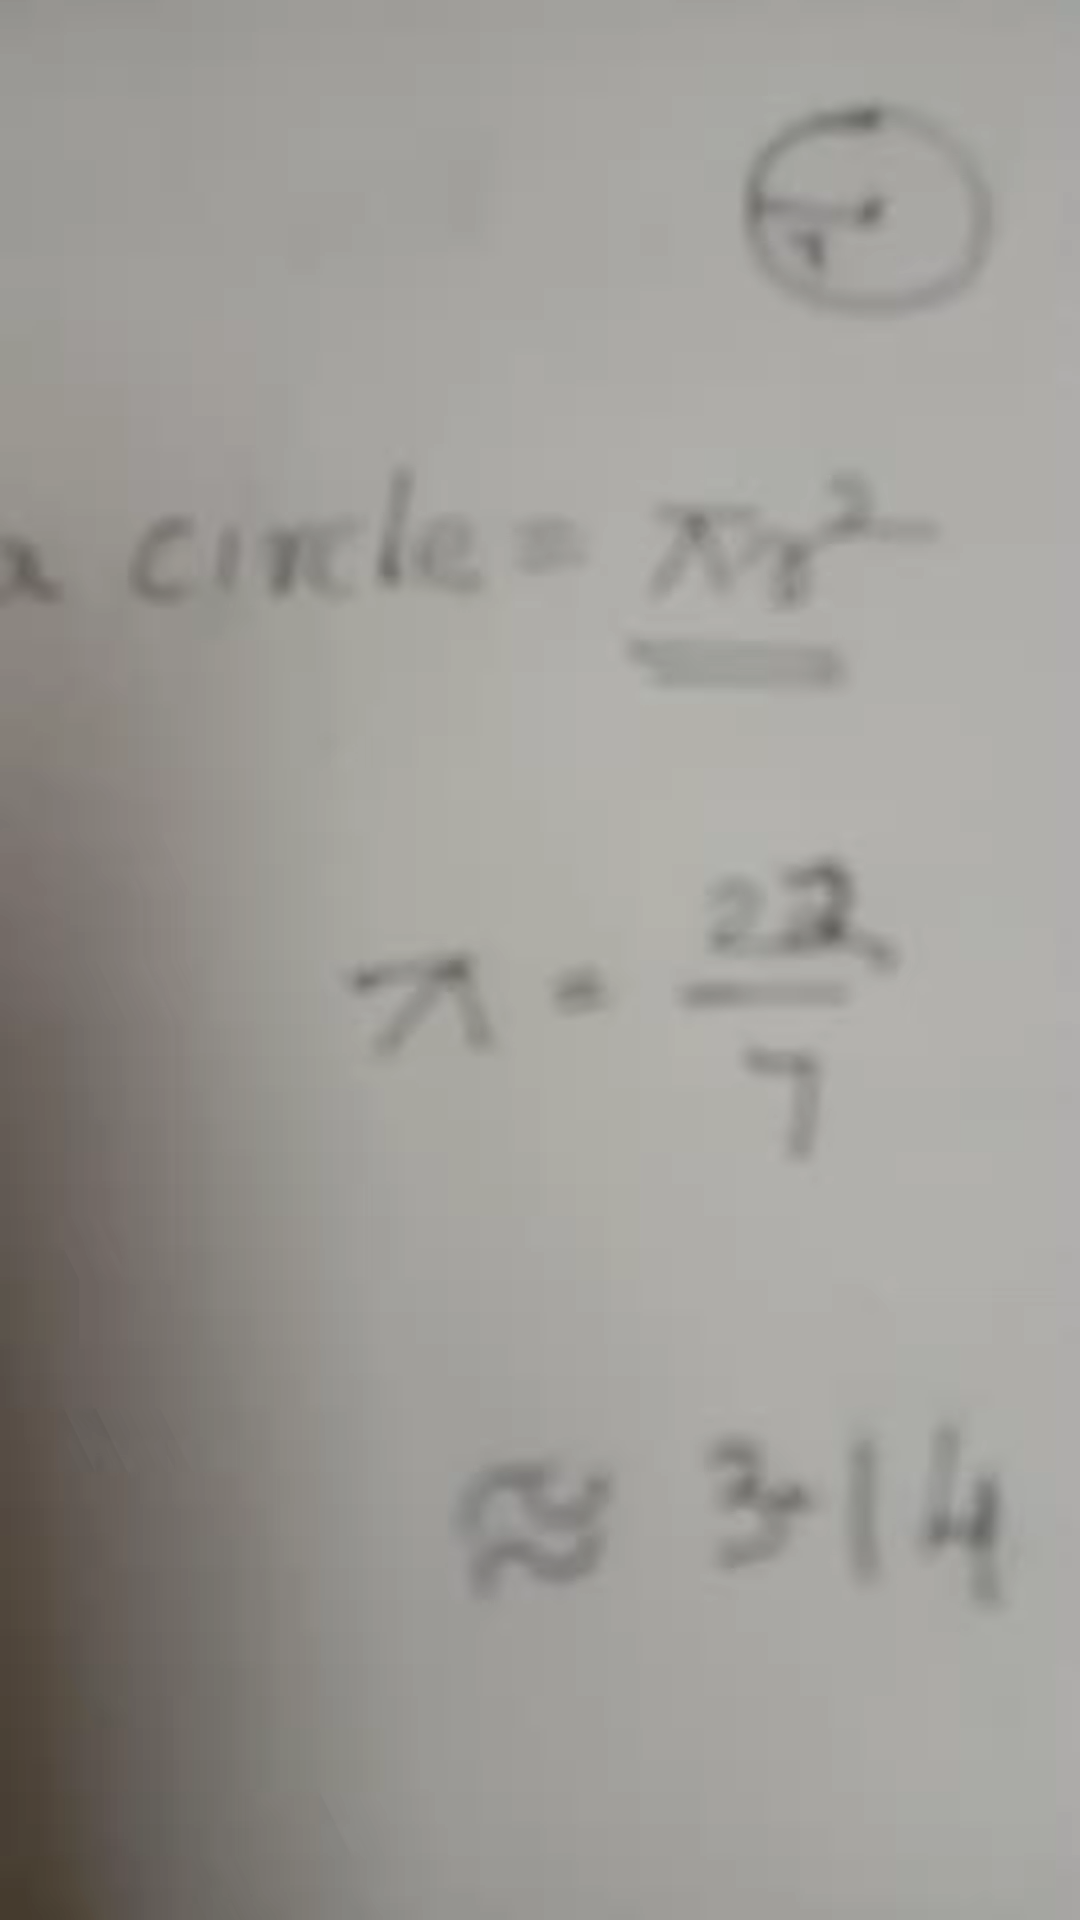 r
a circle = πr²
π = 22/7
≈ 3.14